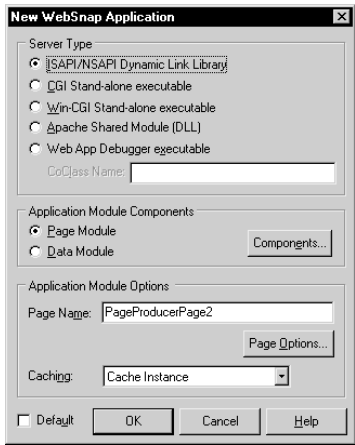 New WebSnap Application
Server Type
ISAPI/NSAPI Dynamic Link Library
CGI Stand-alone executable
Win-CGI Stand-alone executable
Apache Shared Module (DLL)
Web App Debugger executable
CoClass Name:
Application Module Components
Page Module
Data Module
Components...
Application Module Options
Page Name: PageProducerPage2
Page Options...
Caching: Cache Instance
Default OK Cancel Help